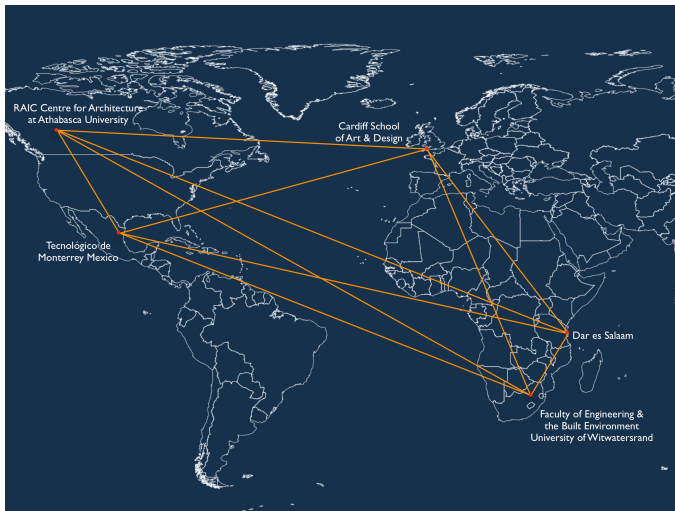 RAIC Centre for Architecture
at Athabasca University
Cardiff School
of Art & Design
Tecnológico de
Monterrey Mexico
Dar es Salaam
Faculty of Engineering &
the Built Environment
University of Witwatersrand